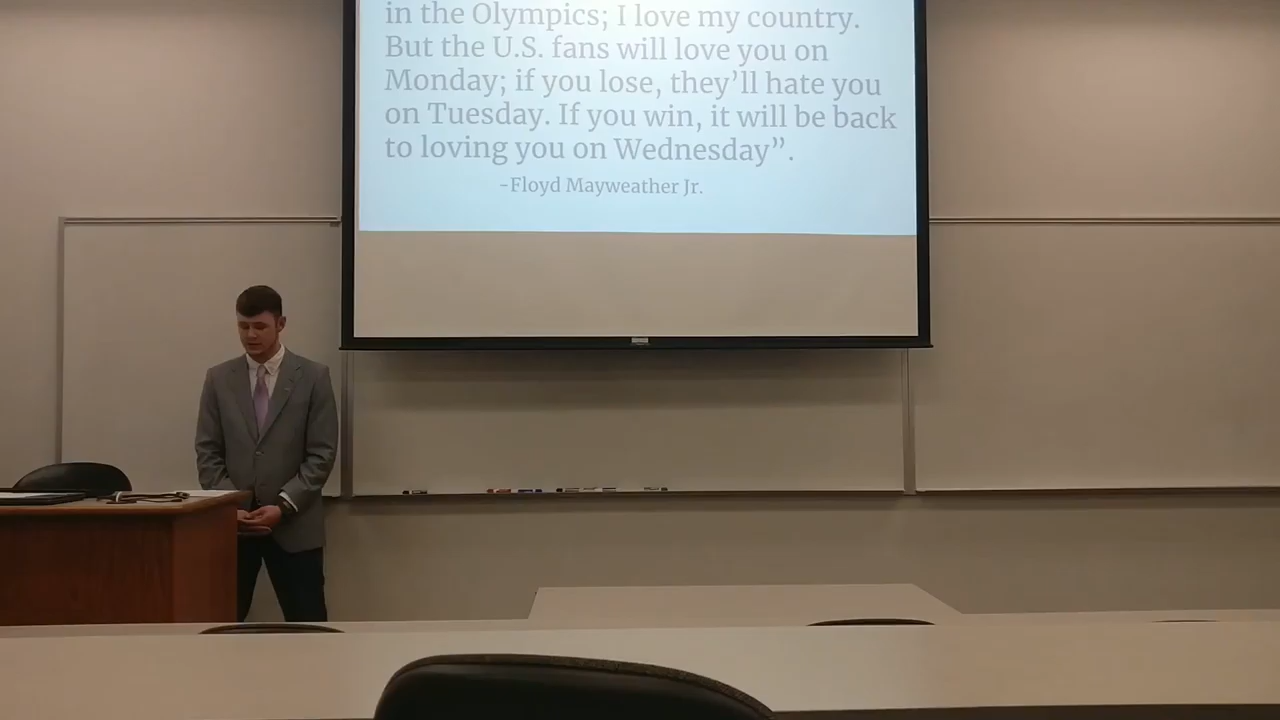 in the Olympics; I love my country.
But the U.S. fans will love you on
Monday; if you lose, they’ll hate you
on Tuesday. If you win, it will be back
to loving you on Wednesday”.
-Floyd Mayweather Jr.